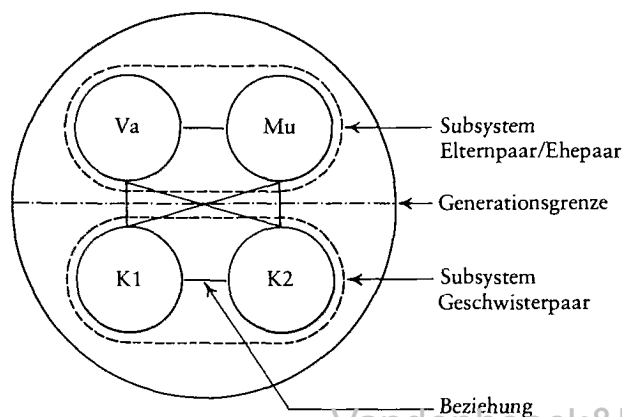 Va
Mu
Subsystem
Elternpaar/Ehepaar
Generationsgrenze
K1
K2
Subsystem
Geschwisterpaar
Beziehung